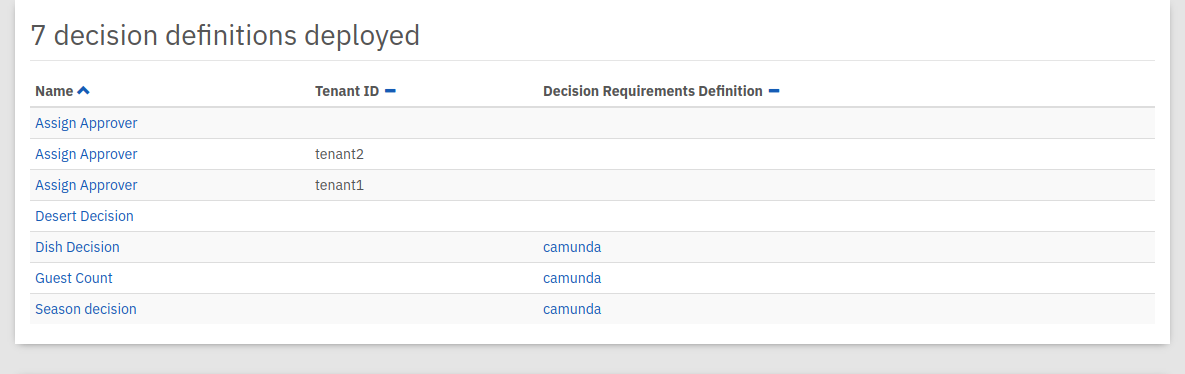 7 decision definitions deployed
Name Tenant ID Decision Requirements Definition
Assign Approver
Assign Approver tenant2
Assign Approver tenant1
Desert Decision
Dish Decision camunda
Guest Count camunda
Season decision camunda